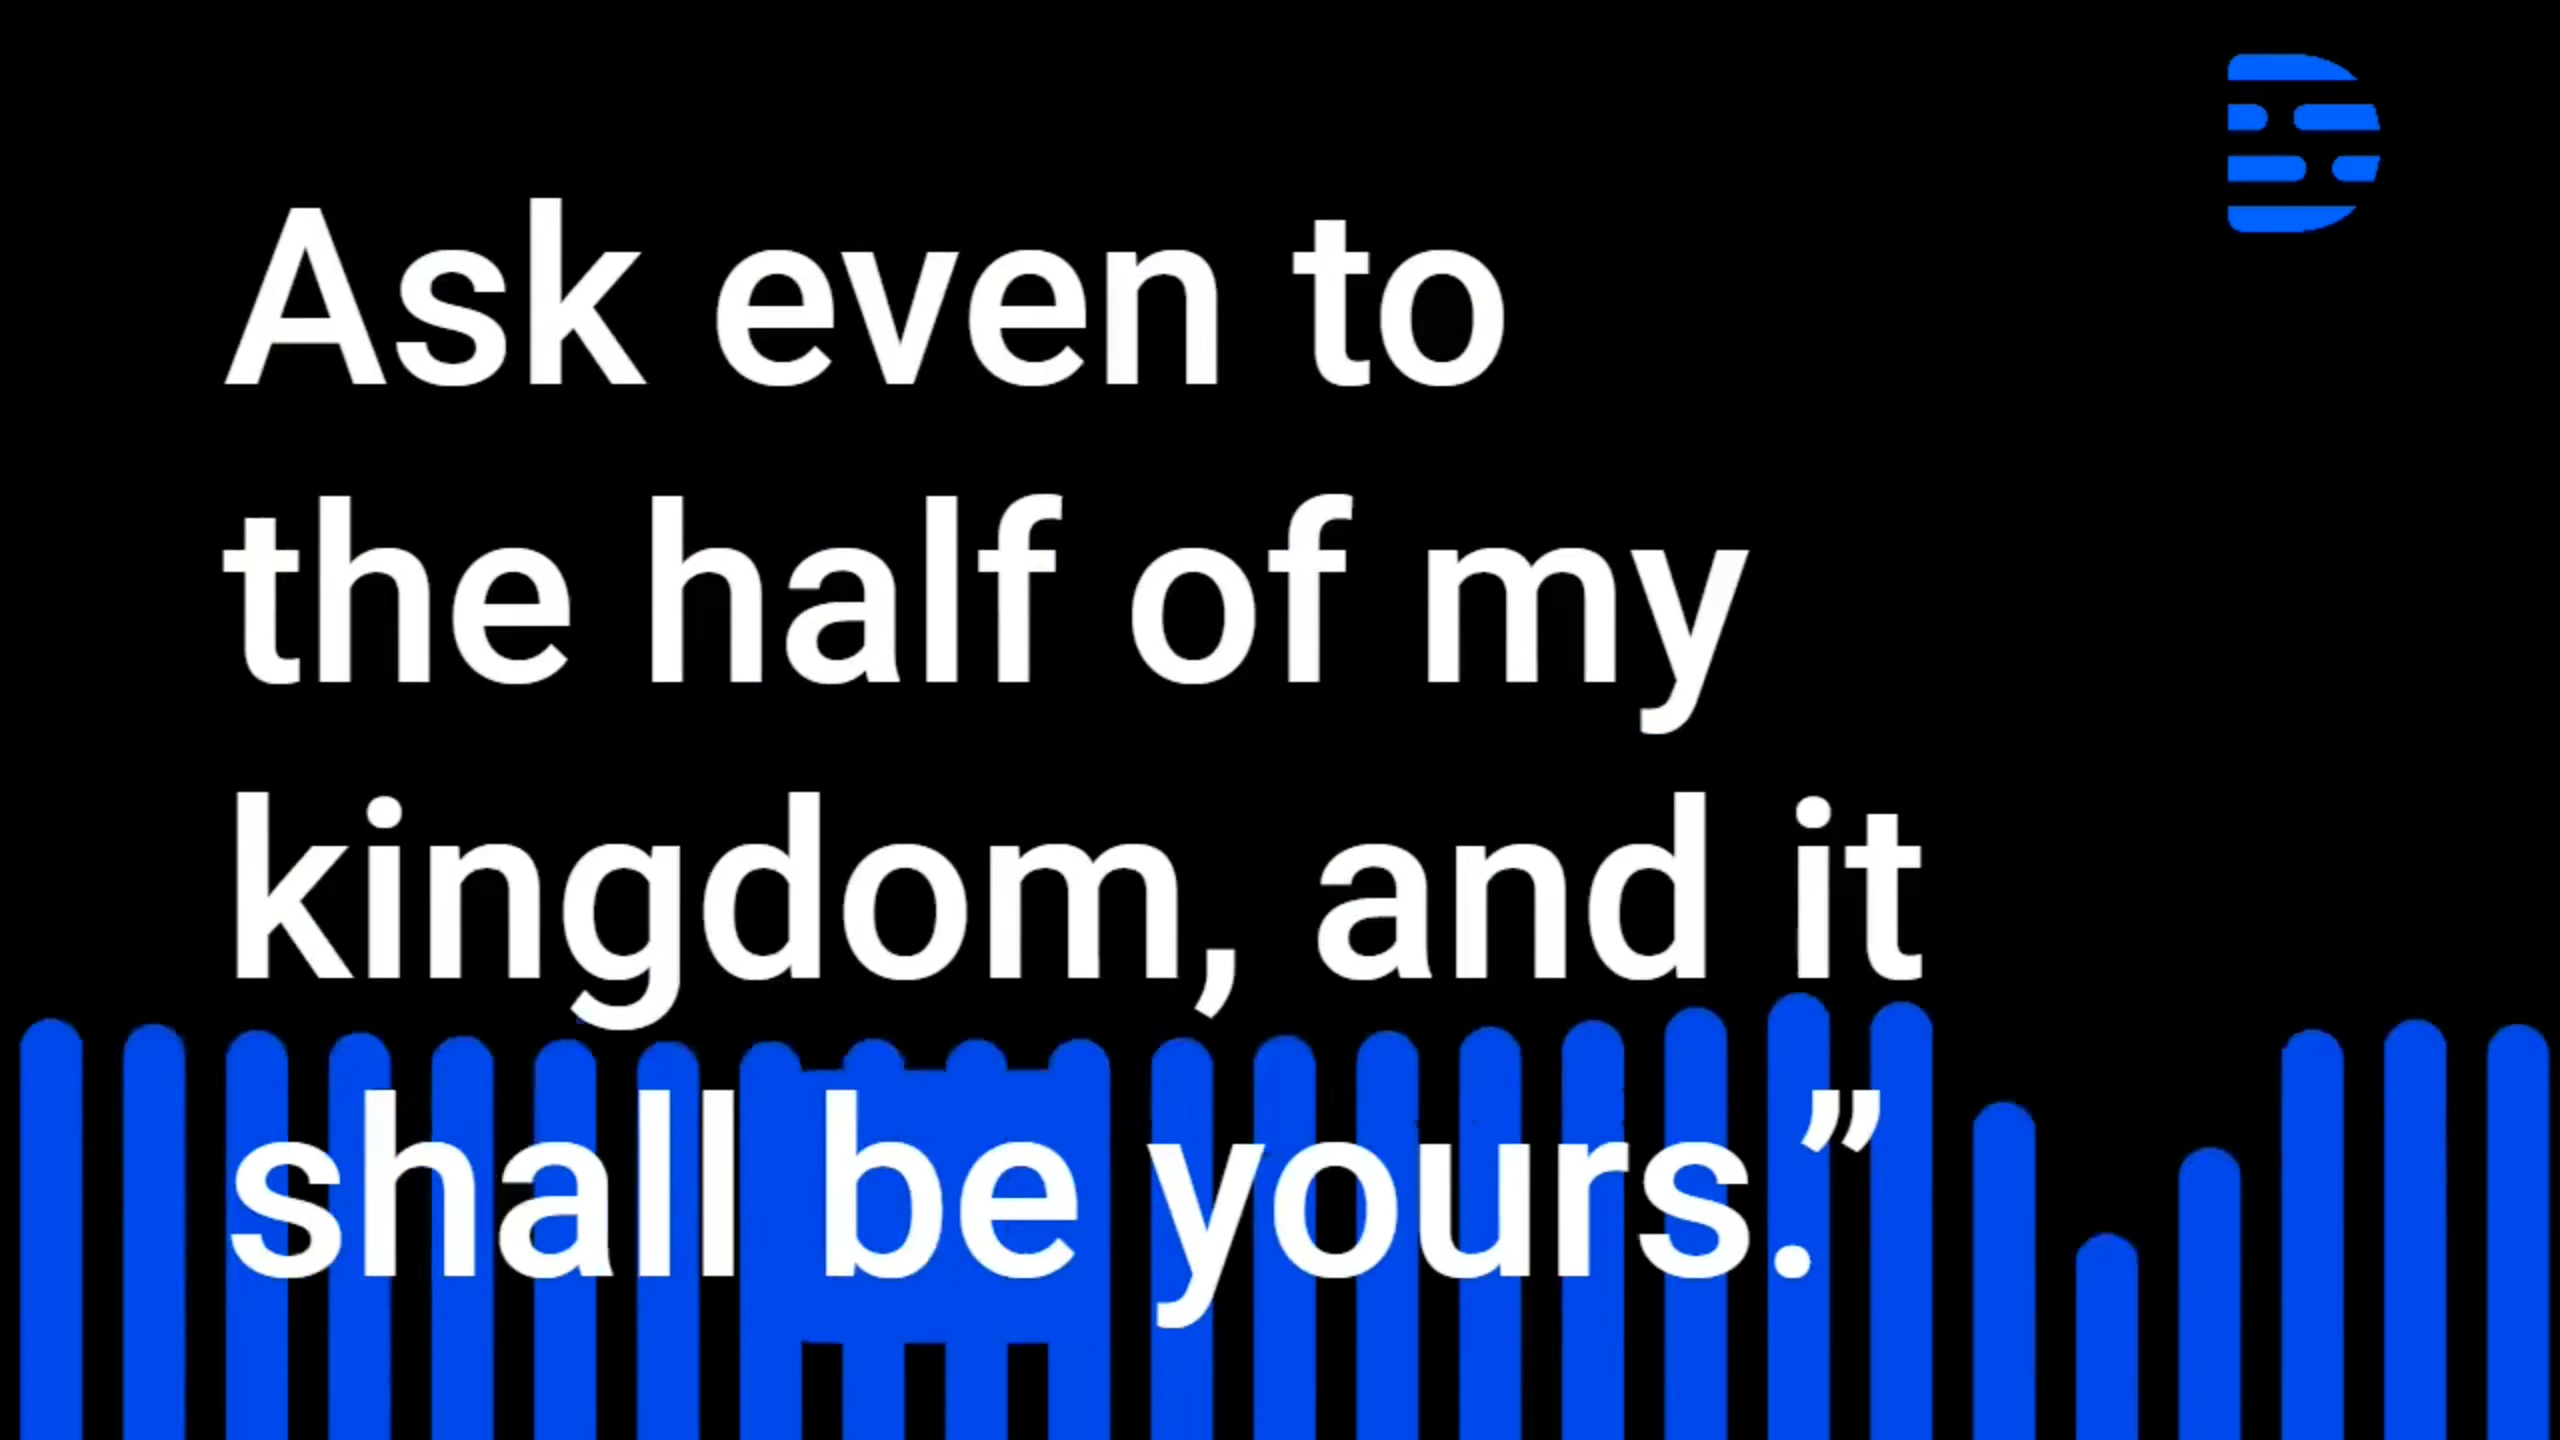 Ask even to
the half of my
kingdom, and it
shall be yours.”